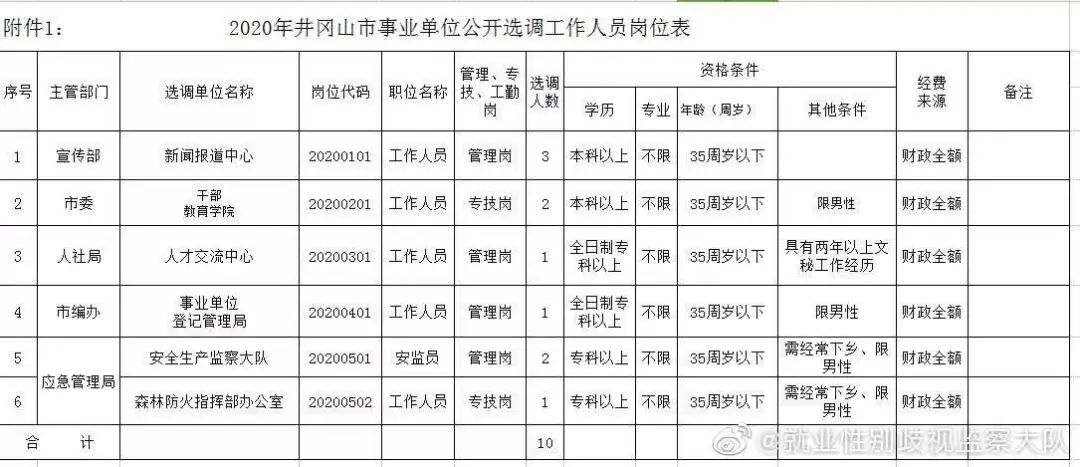 附件1：
2020年井冈山市事业单位公开选调工作人员岗位表
序号 主管部门 选调单位名称 岗位代码 职位名称 管理、专技、工勤岗 选调人数 资格条件 经费来源 备注
学历 专业 年龄（周岁） 其他条件
1 宣传部 新闻报道中心 20200101 工作人员 管理岗 3 本科以上 不限 35周岁以下 财政全额
2 市委 干部教育学院 20200201 工作人员 专技岗 2 本科以上 不限 35周岁以下 限男性 财政全额
3 人社局 人才交流中心 20200301 工作人员 管理岗 1 全日制专科以上 不限 35周岁以下 具有两年以上文秘工作经历 财政全额
4 市编办 事业单位登记管理局 20200401 工作人员 管理岗 1 全日制专科以上 不限 35周岁以下 限男性 财政全额
5 应急管理局 安全生产监察大队 20200501 安监员 管理岗 2 专科以上 不限 35周岁以下 需经常下乡、限男性 财政全额
6 森林防火指挥部办公室 20200502 工作人员 专技岗 1 专科以上 不限 35周岁以下 需经常下乡、限男性 财政全额
合 计 10
@就业性别歧视监察大队